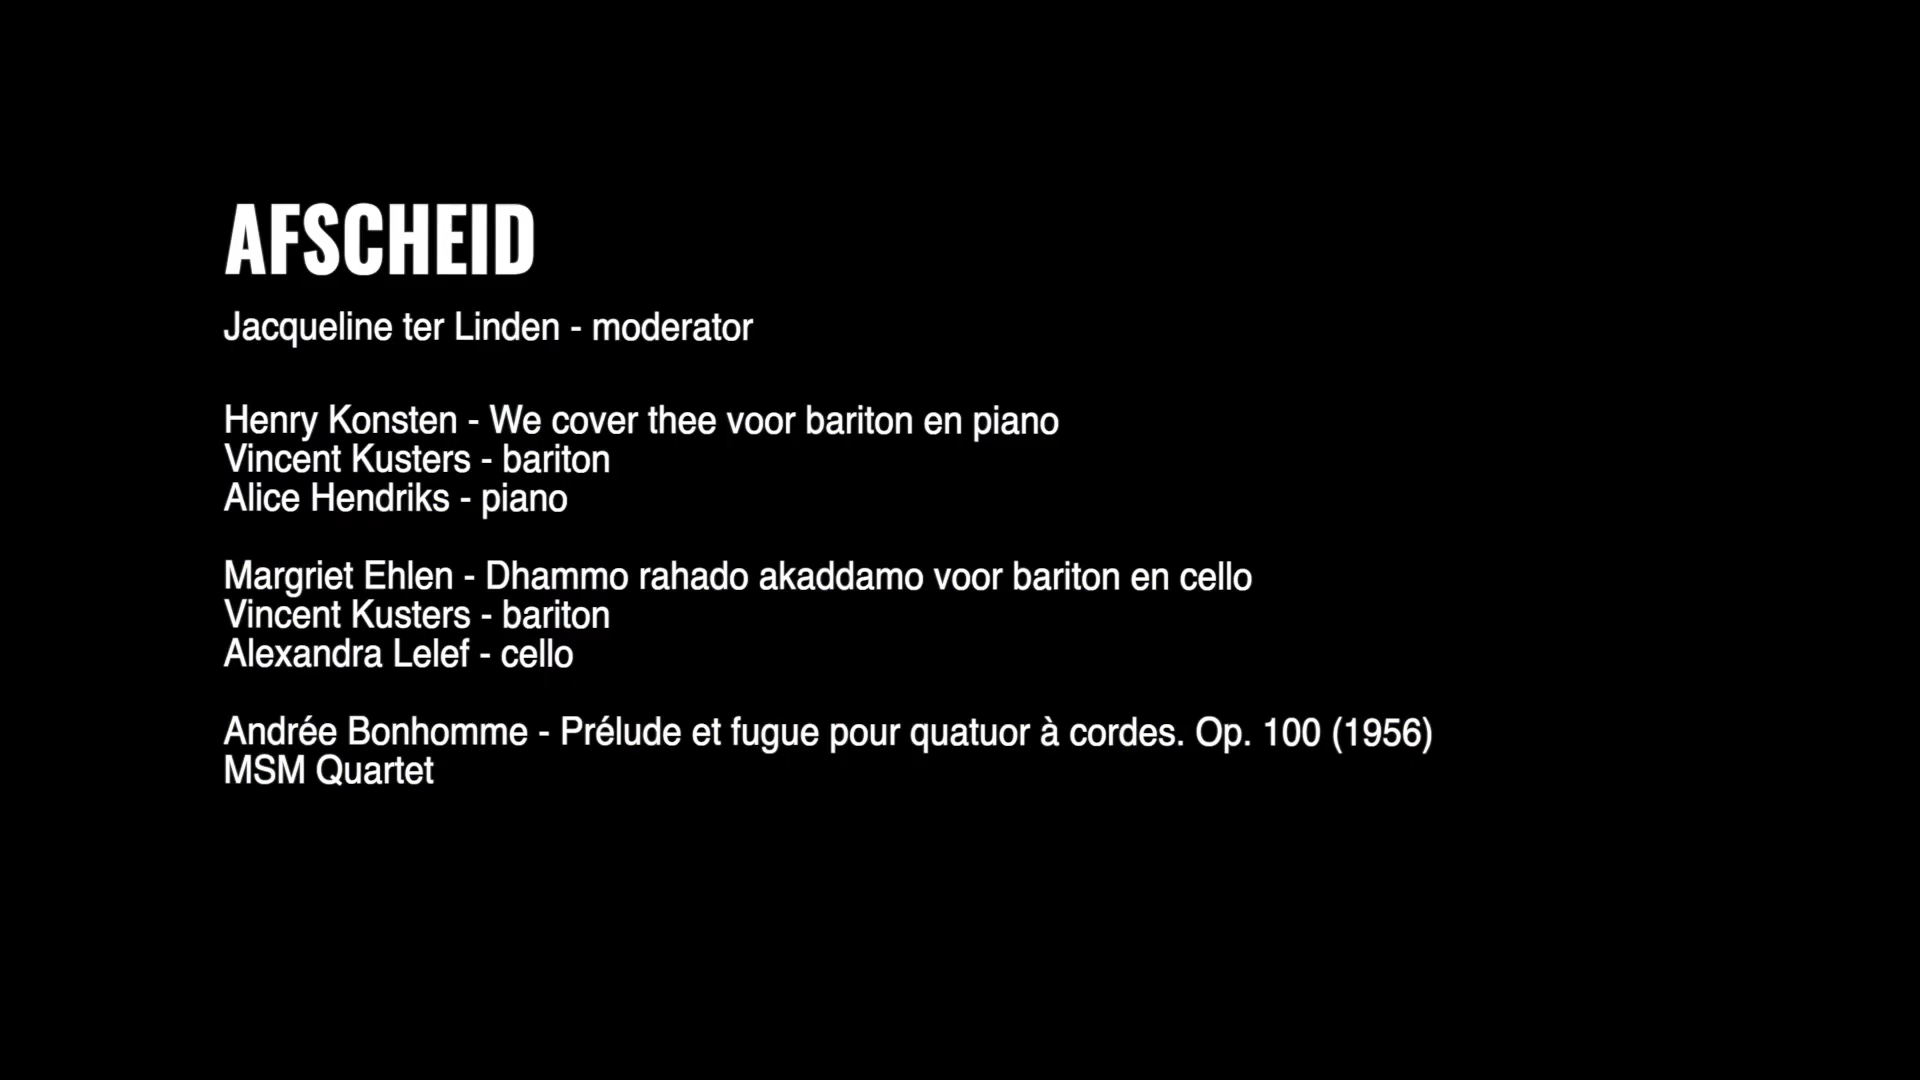 AFSCHEID
Jacqueline ter Linden - moderator
Henry Konsten - We cover thee voor bariton en piano
Vincent Kusters - bariton
Alice Hendriks - piano
Margriet Ehlen - Dhammo rahado akaddamo voor bariton en cello
Vincent Kusters - bariton
Alexandra Lelef - cello
Andrée Bonhomme - Prélude et fugue pour quatuor à cordes. Op. 100 (1956)
MSM Quartet